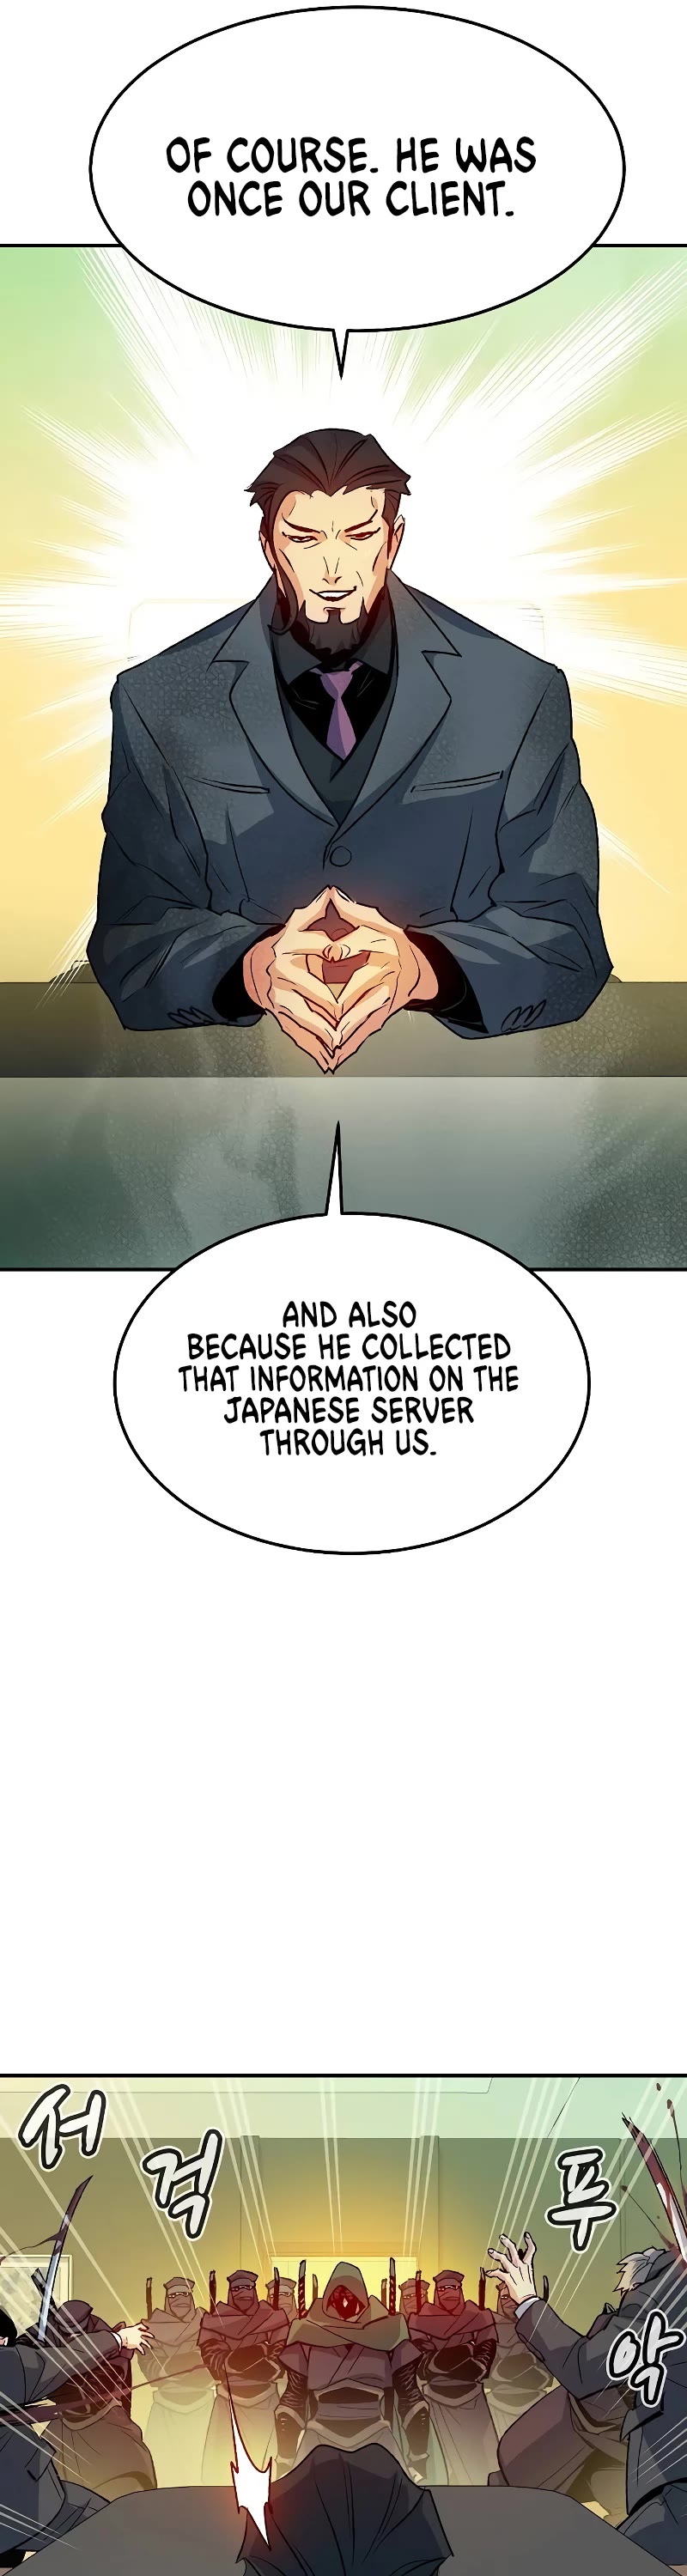 OF COURSE. HE WAS
ONCE OUR CLIENT.
AND ALSO
BECAUSE HE COLLECTED
THAT INFORMATION ON THE
JAPANESE SERVER
THROUGH US.
서걱
푸악